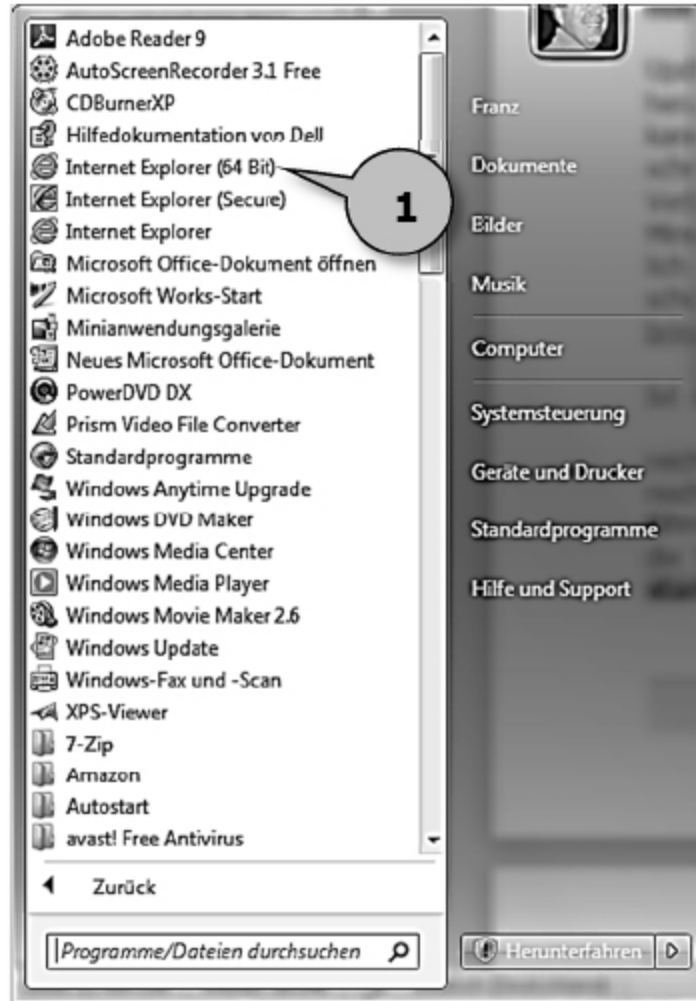 Adobe Reader 9
AutoScreenRecorder 3.1 Free
CDBurnerXP
Hilfedokumentation von Dell
Internet Explorer (64 Bit)
Internet Explorer (Secure)
Internet Explorer
Microsoft Office-Dokument öffnen
Microsoft Works-Start
Minianwendungsgalerie
Neues Microsoft Office-Dokument
PowerDVD DX
Prism Video File Converter
Standardprogramme
Windows Anytime Upgrade
Windows DVD Maker
Windows Media Center
Windows Media Player
Windows Movie Maker 2.6
Windows Update
Windows-Fax und -Scan
XPS-Viewer
7-Zip
Amazon
Autostart
avast! Free Antivirus
Zurück
Programme/Dateien durchsuchen
1
Franz
Dokumente
Bilder
Musik
Computer
Systemsteuerung
Geräte und Drucker
Standardprogramme
Hilfe und Support
Herunterfahren